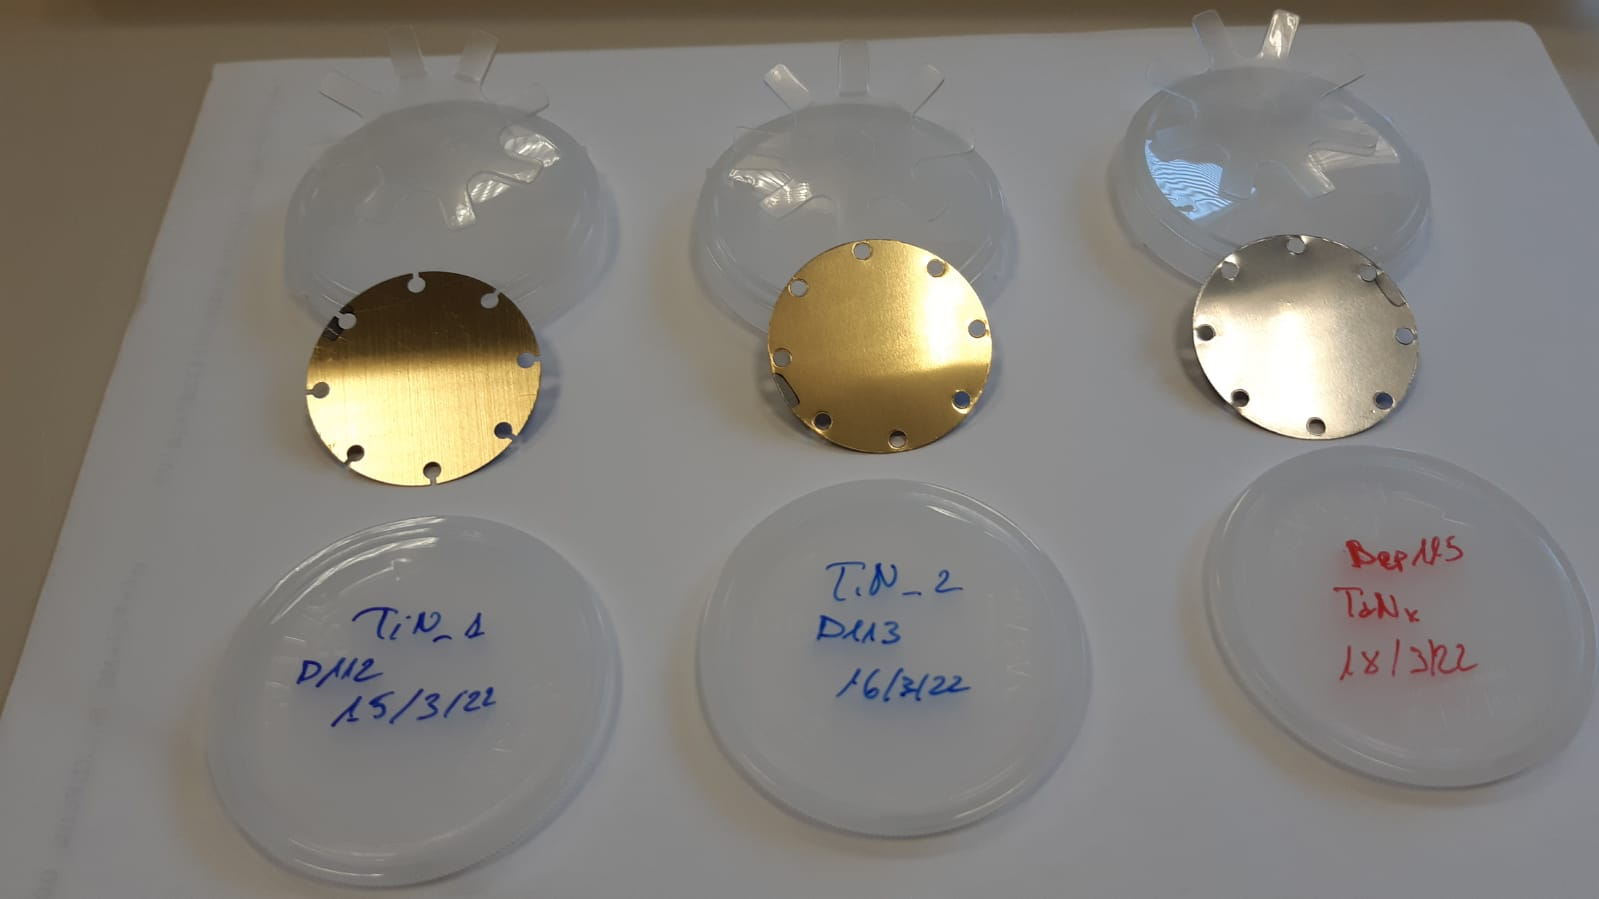 TiN_1
D112
15/3/22
TiN_2
D113
16/3/22
Dep115
TaNx
18/3/22